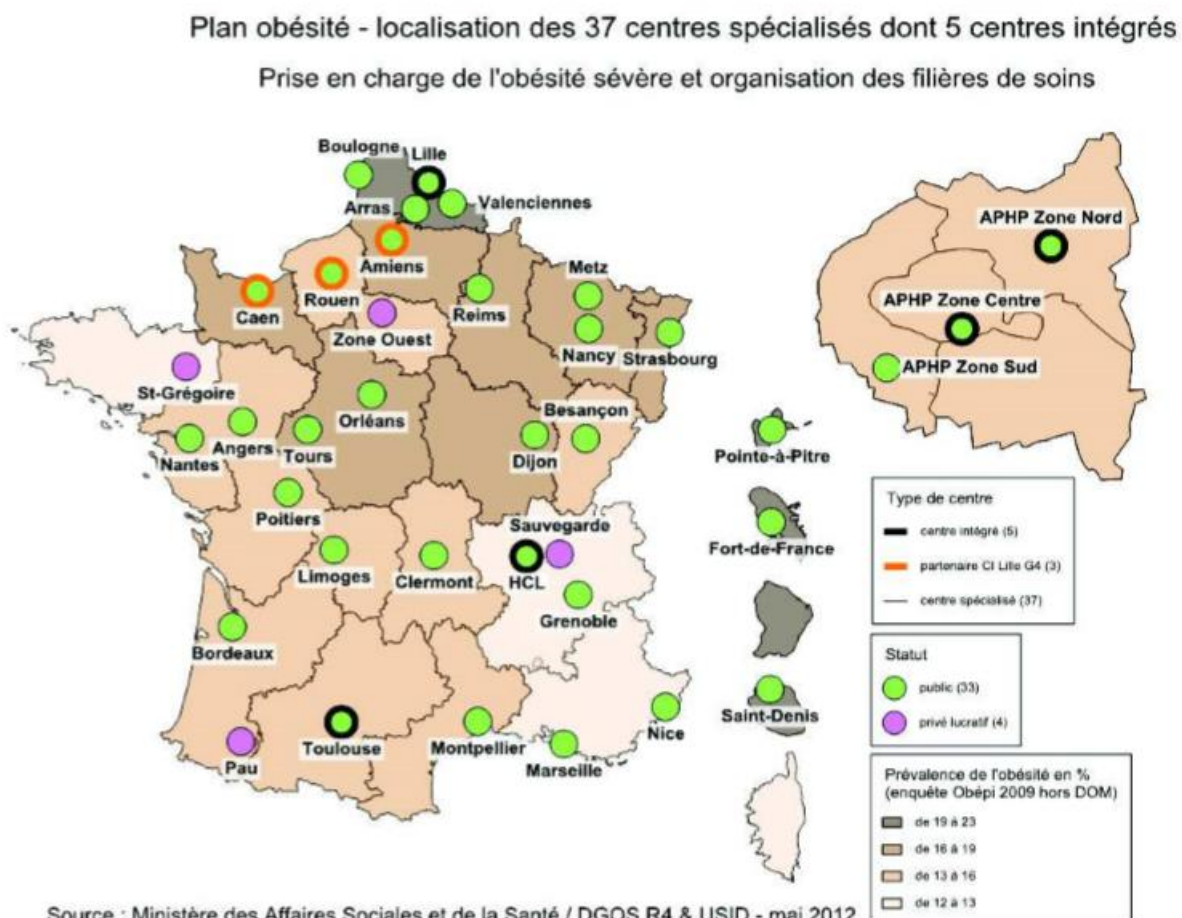 Plan obésité - localisation des 37 centres spécialisés dont 5 centres intégrés
Prise en charge de l'obésité sévère et organisation des filières de soins
Boulogne
Lille
Arras
Valenciennes
Amiens
Rouen
Caen
Reims
Metz
Zone Ouest
Nancy
Strasbourg
St-Grégoire
Orléans
Besançon
Angers
Tours
Nantes
Dijon
Poitiers
Sauvegarde
Limoges
Clermont
HCL
Grenoble
Bordeaux
Toulouse
Montpellier
Nice
Pau
Marseille
APHP Zone Nord
APHP Zone Centre
APHP Zone Sud
Pointe-à-Pitre
Fort-de-France
Saint-Denis
Type de centre
centre intégré (5)
partenaire CI Lille G4 (3)
centre spécialisé (37)
Statut
public (33)
privé lucratif (4)
Prévalence de l'obésité en %
(enquête Obépi 2009 hors DOM)
de 19 à 23
de 16 à 19
de 13 à 16
de 12 à 13
Source : Ministère des Affaires Sociales et de la Santé / DGOS R4 & USID - mai 2012